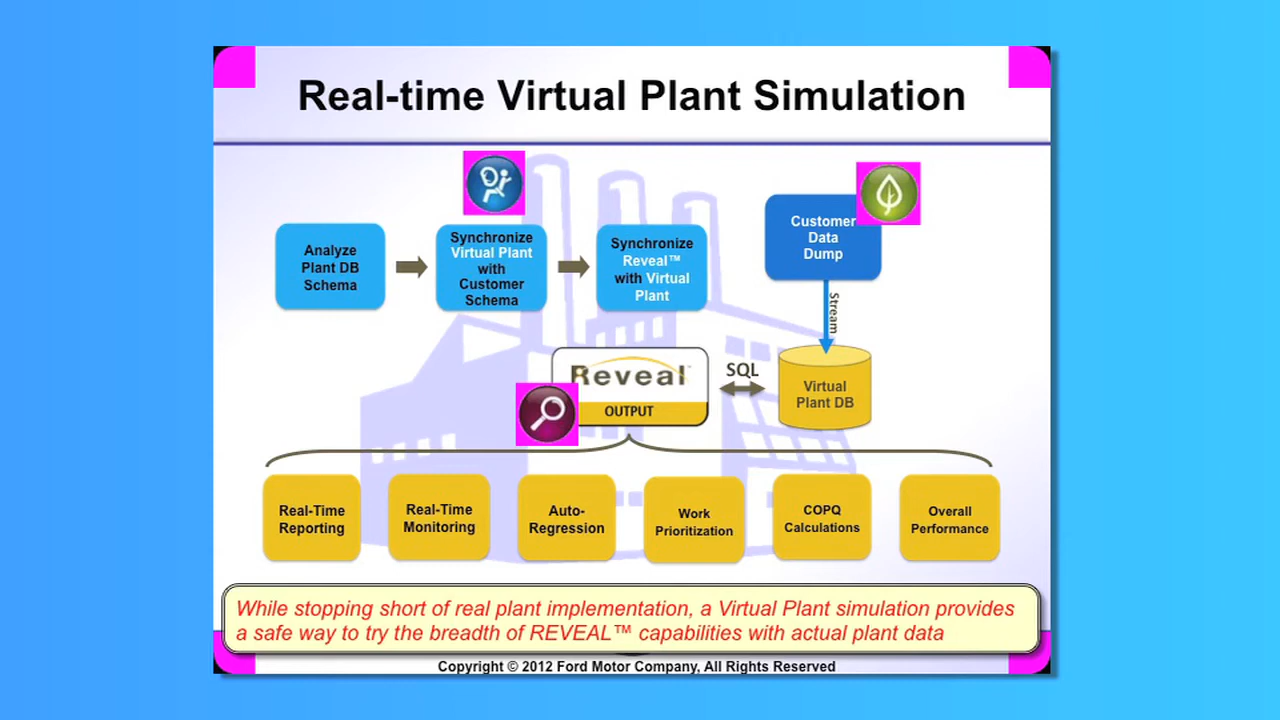 Real-time Virtual Plant Simulation
Analyze
Plant DB
Schema
Synchronize
Virtual Plant
with
Customer
Schema
Synchronize
Reveal™
with Virtual
Plant
Customer
Data
Dump
Stream
Reveal™
OUTPUT
SQL
Virtual
Plant DB
Real-Time
Reporting
Real-Time
Monitoring
Auto-
Regression
Work
Prioritization
COPQ
Calculations
Overall
Performance
While stopping short of real plant implementation, a Virtual Plant simulation provides
a safe way to try the breadth of REVEAL™ capabilities with actual plant data
Copyright © 2012 Ford Motor Company, All Rights Reserved